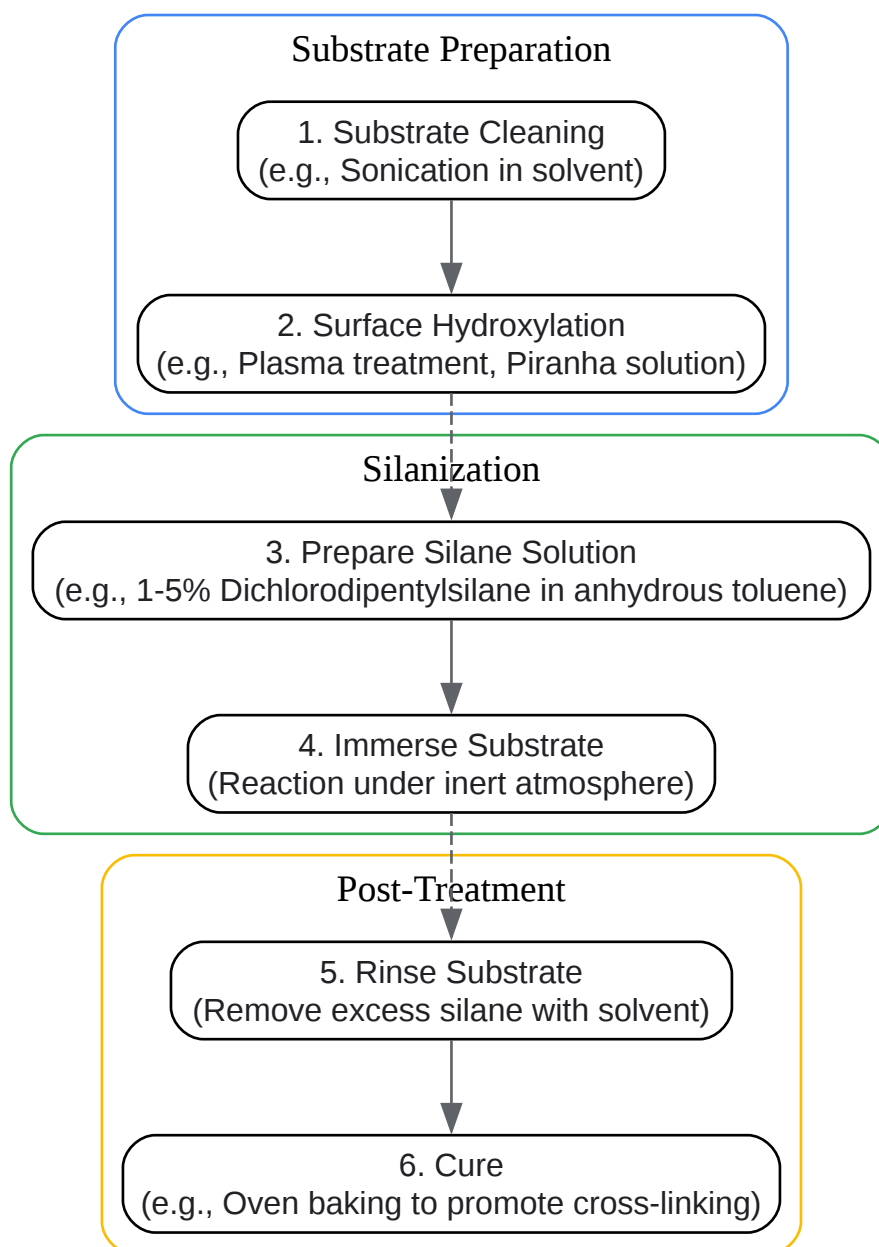 Substrate Preparation
1. Substrate Cleaning
(e.g., Sonication in solvent)
2. Surface Hydroxylation
(e.g., Plasma treatment, Piranha solution)
Silanization
3. Prepare Silane Solution
(e.g., 1-5% Dichlorodipentylsilane in anhydrous toluene)
4. Immerse Substrate
(Reaction under inert atmosphere)
Post-Treatment
5. Rinse Substrate
(Remove excess silane with solvent)
6. Cure
(e.g., Oven baking to promote cross-linking)